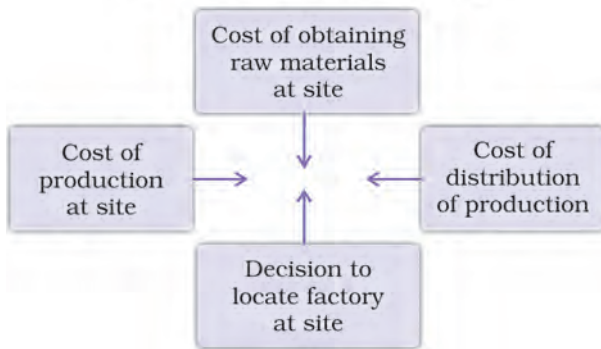 Cost of obtaining
raw materials
at site
Cost of
production
at site
Cost of
distribution
of production
Decision to
locate factory
at site